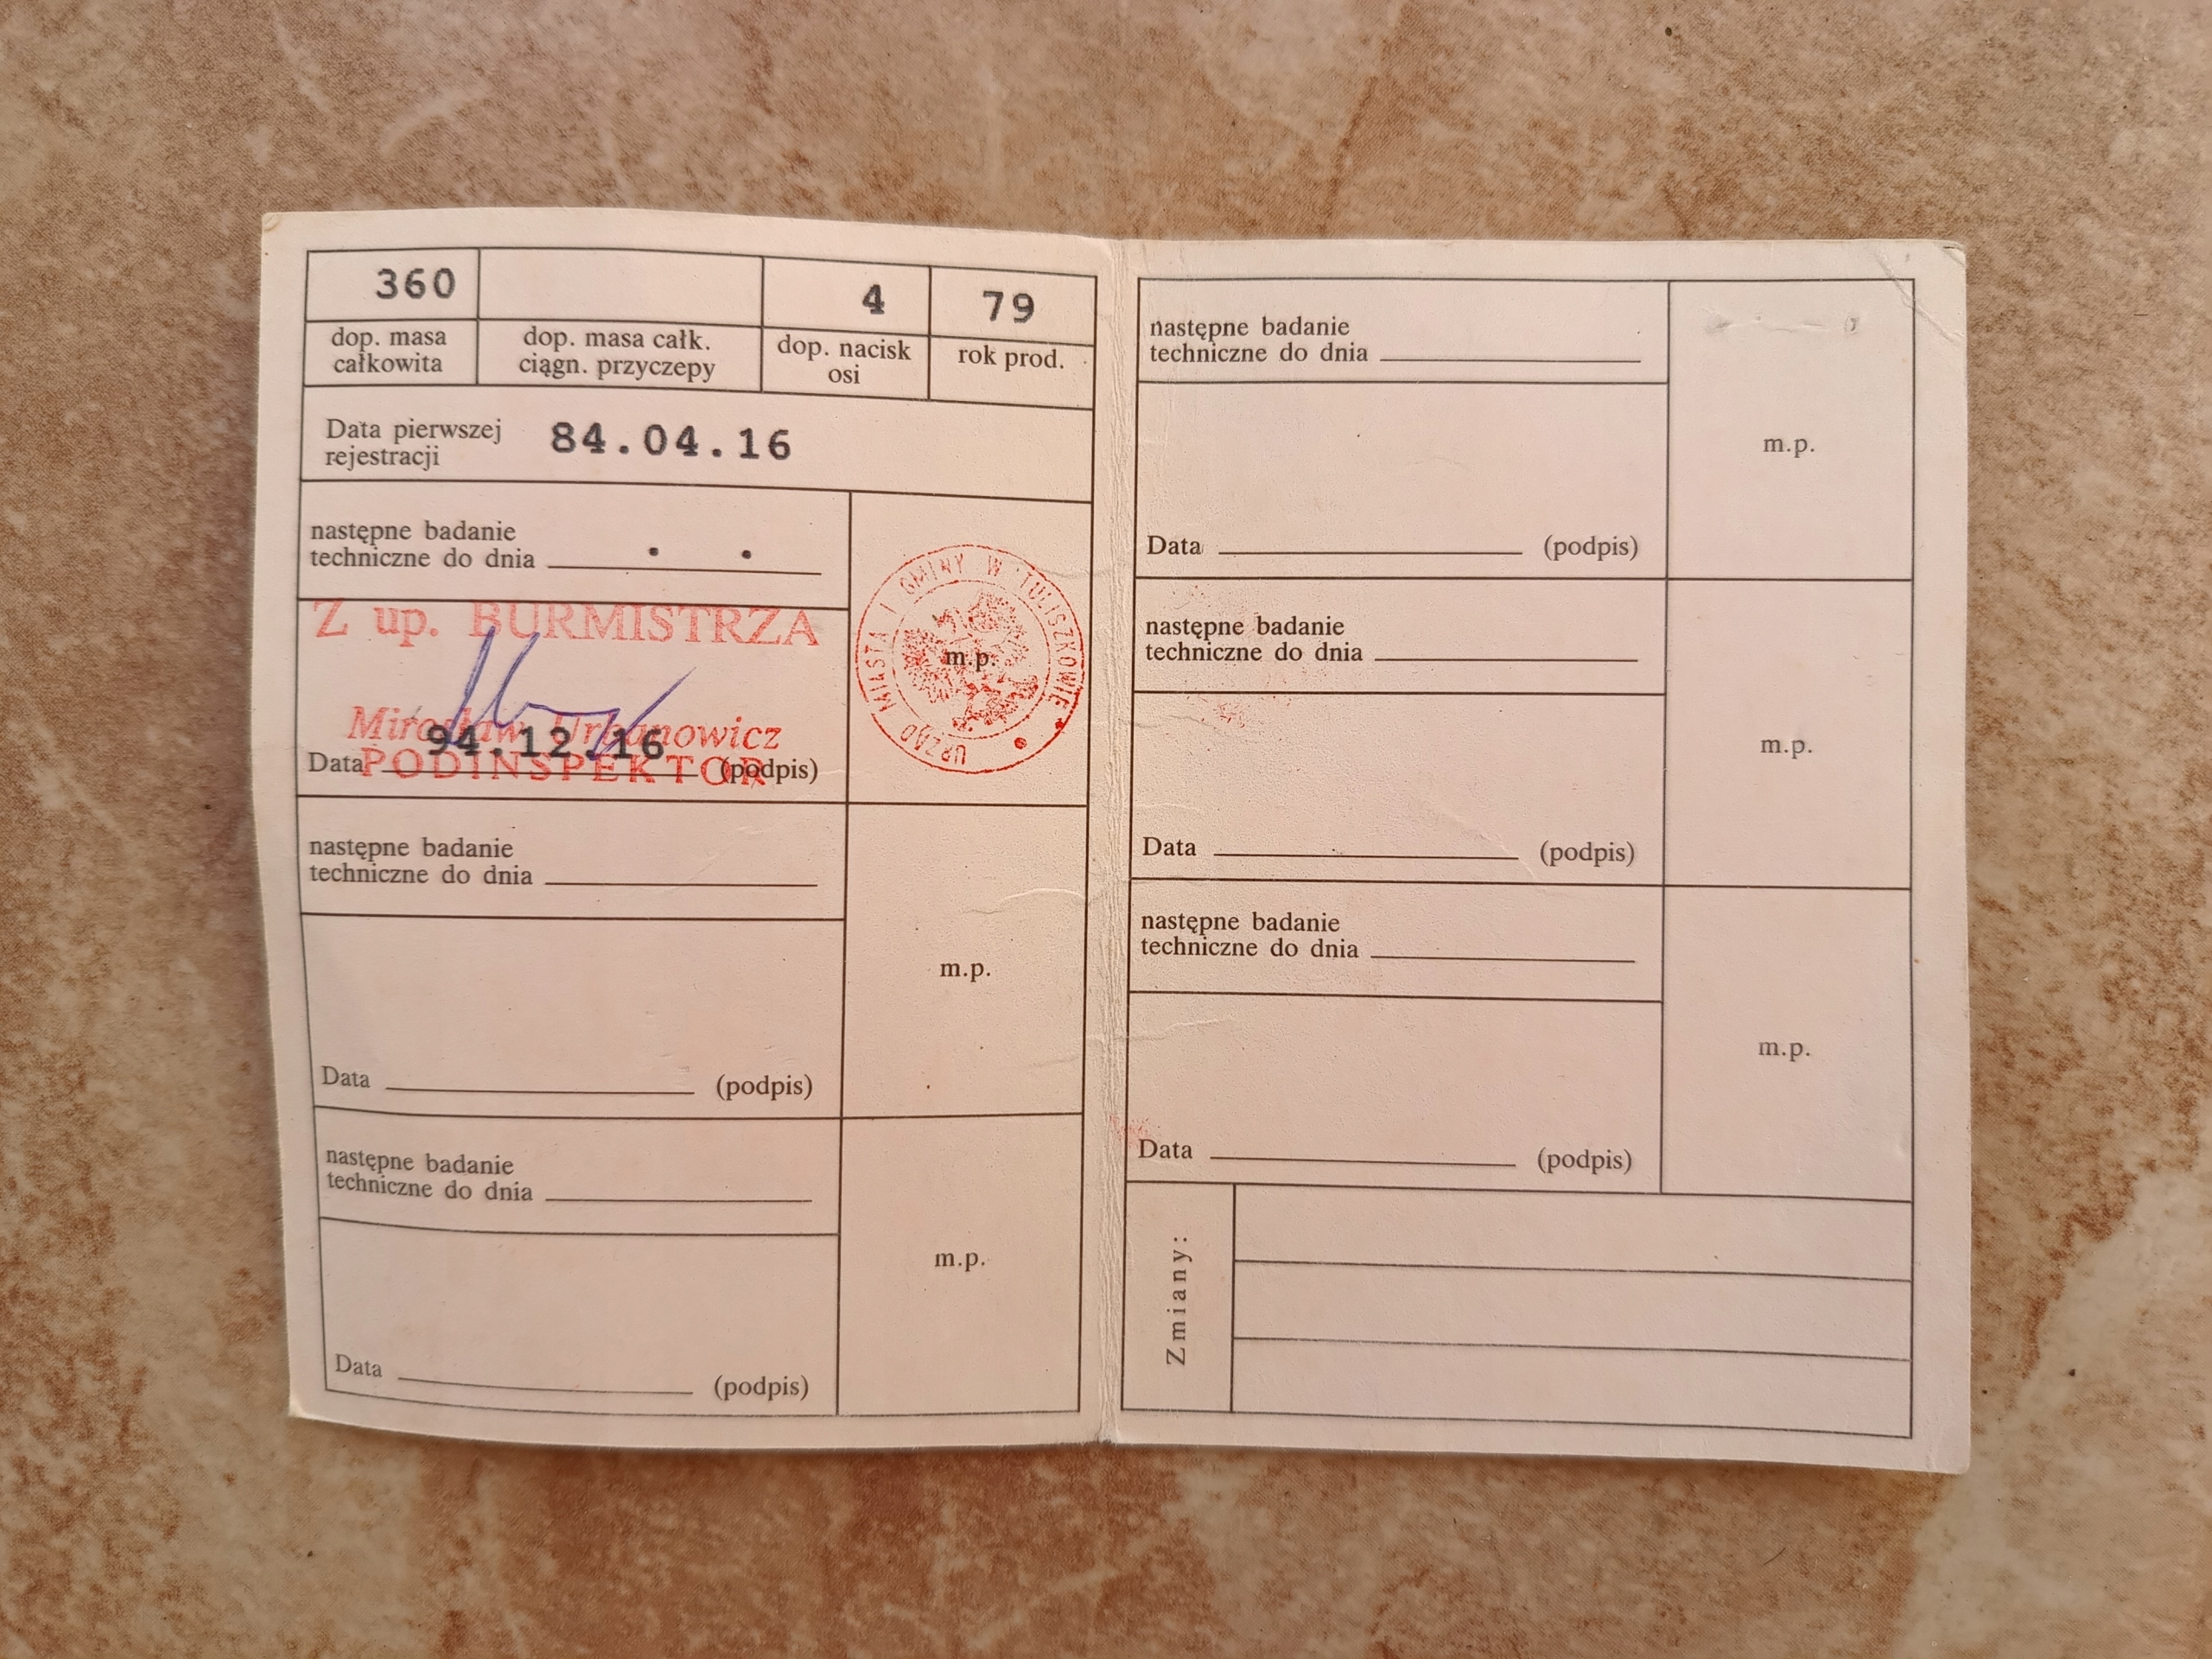 360 4 79
dop. masa
całkowita
dop. masa całk.
ciągn. przyczepy
dop. nacisk
osi
rok prod.
Data pierwszej
rejestracji
84.04.16
następne badanie
techniczne do dnia . .
Z up. BURMISTRZA
Mirosław Urbanowicz
94.12.16
Data PODINSPEKTOR (podpis)
URZĄD MIASTA I GMINY W TULISZKOWIE
m.p.
następne badanie
techniczne do dnia
m.p.
Data (podpis)
następne badanie
techniczne do dnia
m.p.
Data (podpis)
następne badanie
techniczne do dnia
m.p.
Data (podpis)
następne badanie
techniczne do dnia
m.p.
Data (podpis)
następne badanie
techniczne do dnia
m.p.
Data (podpis)
Zmiany: